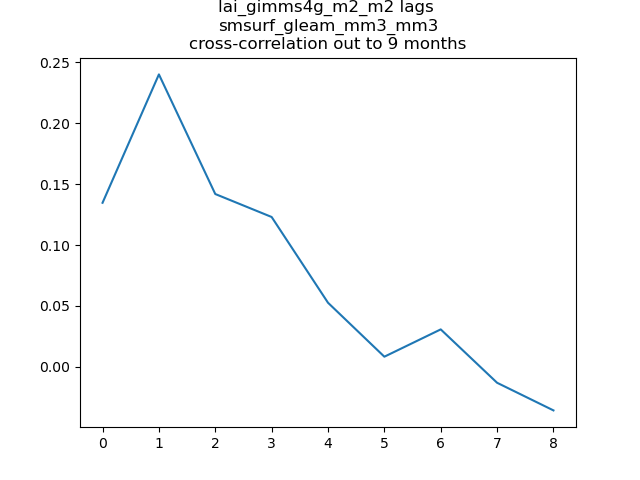 lai_gimms4g_m2_m2 lags
smsurf_gleam_mm3_mm3
cross-correlation out to 9 months
0.25
0.20
0.15
0.10
0.05
0.00
0 1 2 3 4 5 6 7 8